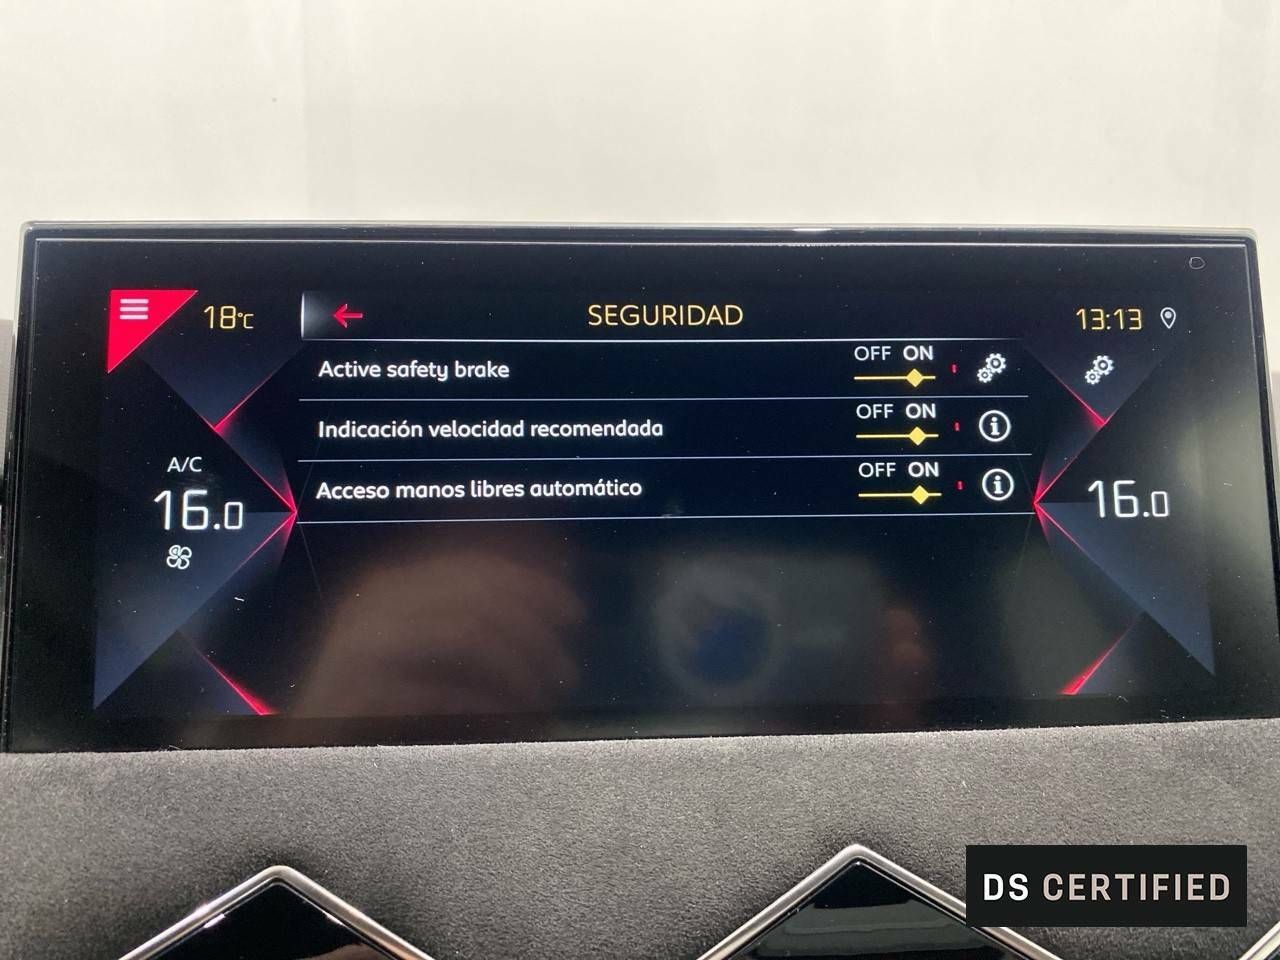 18°C
SEGURIDAD
13:13
Active safety brake
OFF ON
Indicación velocidad recomendada
OFF ON
Acceso manos libres automático
OFF ON
A/C
16.0
16.0
DS CERTIFIED